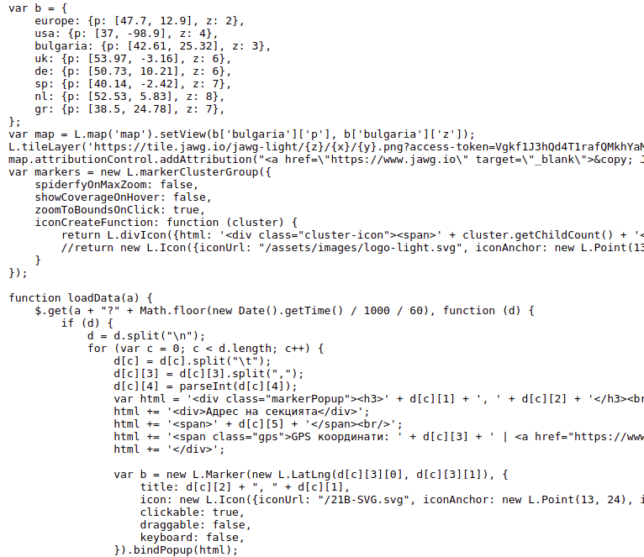 var b = {
    europe: {p: [47.7, 12.9], z: 2},
    usa: {p: [37, -98.9], z: 4},
    bulgaria: {p: [42.61, 25.32], z: 3},
    uk: {p: [53.97, -3.16], z: 6},
    de: {p: [50.73, 10.21], z: 6},
    sp: {p: [40.14, -2.42], z: 7},
    nl: {p: [52.53, 5.83], z: 8},
    gr: {p: [38.5, 24.78], z: 7},
};
var map = L.map('map').setView(b['bulgaria']['p'], b['bulgaria']['z']);
L.tileLayer('https://tile.jawg.io/jawg-light/{z}/{x}/{y}.png?access-token=Vgkf1J3hQd4T1rafQMkhYaM
map.attributionControl.addAttribution("<a href=\"https://www.jawg.io\" target=\"_blank\">&copy; J
var markers = new L.markerClusterGroup({
    spiderfyOnMaxZoom: false,
    showCoverageOnHover: false,
    zoomToBoundsOnClick: true,
    iconCreateFunction: function (cluster) {
        return L.divIcon({html: '<div class="cluster-icon"><span>' + cluster.getChildCount() + '<
        //return new L.Icon({iconUrl: "/assets/images/logo-light.svg", iconAnchor: new L.Point(13
    }
});

function loadData(a) {
    $.get(a + "?" + Math.floor(new Date().getTime() / 1000 / 60), function (d) {
        if (d) {
            d = d.split("\n");
            for (var c = 0; c < d.length; c++) {
                d[c] = d[c].split("\t");
                d[c][3] = d[c][3].split(",");
                d[c][4] = parseInt(d[c][4]);
                var html = '<div class="markerPopup"><h3>' + d[c][1] + ', ' + d[c][2] + '</h3><br
                html += '<div>Адрес на секцията</div>';
                html += '<span>' + d[c][5] + '</span><br/>';
                html += '<span class="gps">GPS координати: ' + d[c][3] + ' | <a href="https://www
                html += '</div>';

                var b = new L.Marker(new L.LatLng(d[c][3][0], d[c][3][1]), {
                    title: d[c][2] + ", " + d[c][1],
                    icon: new L.Icon({iconUrl: "/21B-SVG.svg", iconAnchor: new L.Point(13, 24), i
                    clickable: true,
                    draggable: false,
                    keyboard: false,
                }).bindPopup(html);